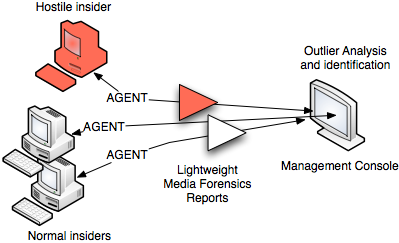 Hostile insider
Outlier Analysis
and identification
AGENT
AGENT
AGENT
Lightweight
Media Forensics
Reports
Management Console
Normal insiders